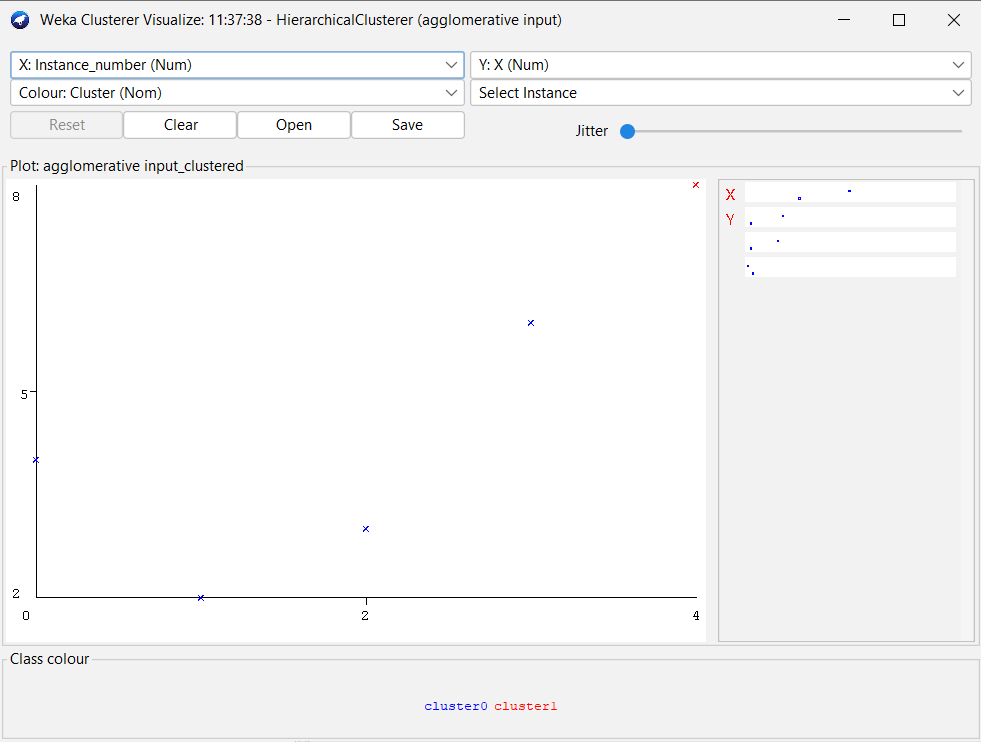 Weka Clusterer Visualize: 11:37:38 - HierarchicalClusterer (agglomerative input)
X: Instance_number (Num)
Y: X (Num)
Colour: Cluster (Nom)
Select Instance
Reset
Clear
Open
Save
Jitter
Plot: agglomerative input_clustered
8
5
2
0
2
4
X
Y
Class colour
cluster0 cluster1